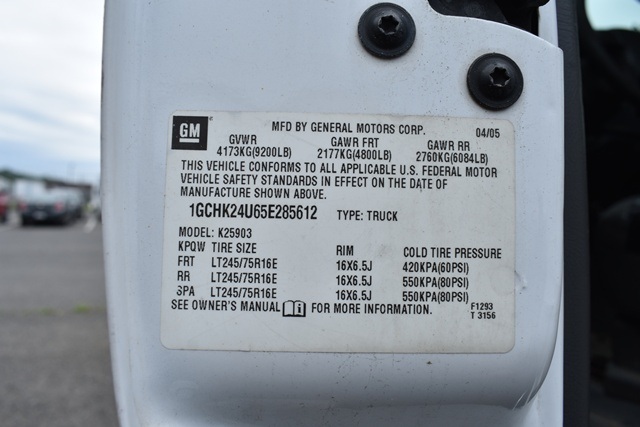 GM
MFD BY GENERAL MOTORS CORP. 04/05
GVWR GAWR FRT GAWR RR
4173KG(9200LB) 2177KG(4800LB) 2760KG(6084LB)
THIS VEHICLE CONFORMS TO ALL APPLICABLE U.S. FEDERAL MOTOR
VEHICLE SAFETY STANDARDS IN EFFECT ON THE DATE OF
MANUFACTURE SHOWN ABOVE.
1GCHK24U65E285612 TYPE: TRUCK
MODEL: K25903
KPQW TIRE SIZE RIM COLD TIRE PRESSURE
FRT LT245/75R16E 16X6.5J 420KPA(60PSI)
RR LT245/75R16E 16X6.5J 550KPA(80PSI)
SPA LT245/75R16E 16X6.5J 550KPA(80PSI)
SEE OWNER'S MANUAL FOR MORE INFORMATION. F1293
T 3156